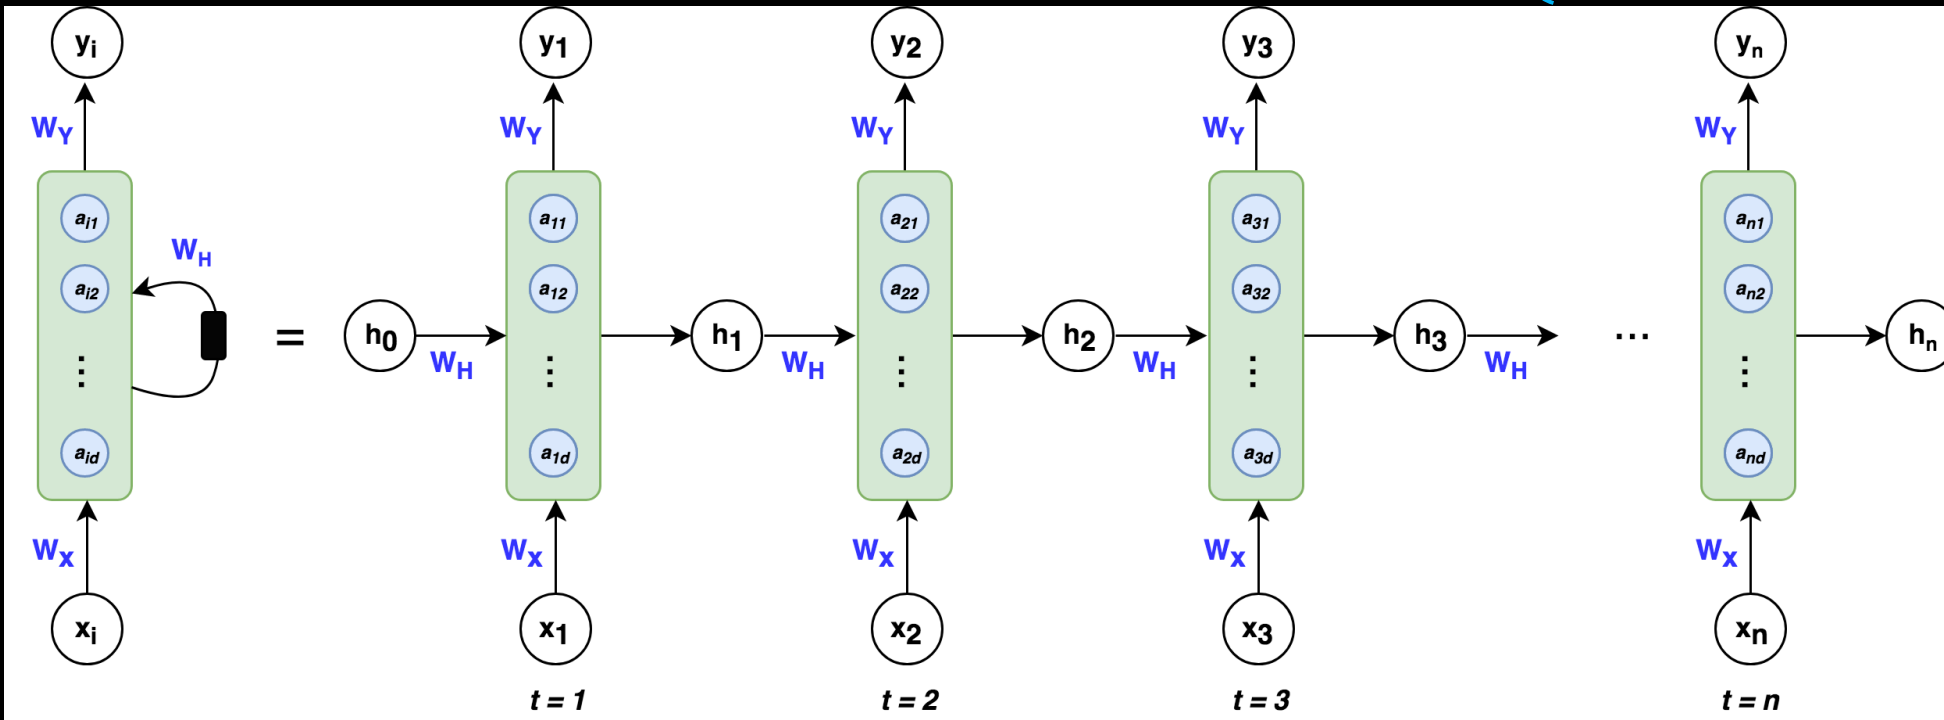 yi y1 y2 y3 yn
WY WY WY WY WY
ai1 a11 a21 a31 an1
WH
ai2 a12 a22 a32 an2
= h0 h1 h2 h3 ... hn
WH WH WH WH
⋮ ⋮ ⋮ ⋮ ⋮
aid a1d a2d a3d and
WX WX WX WX WX
xi x1 x2 x3 xn
t = 1 t = 2 t = 3 t = n